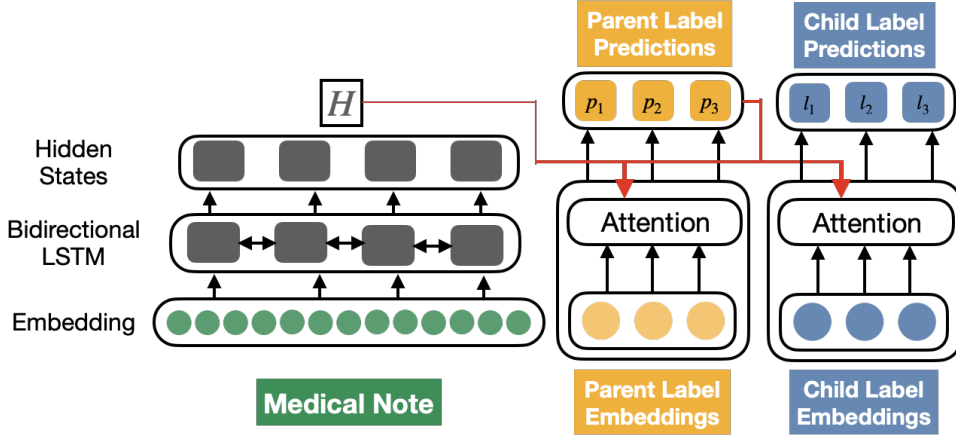 Parent Label
Predictions
Child Label
Predictions
H
p1 p2 p3
l1 l2 l3
Hidden
States
Bidirectional
LSTM
Attention
Attention
Embedding
Medical Note
Parent Label
Embeddings
Child Label
Embeddings